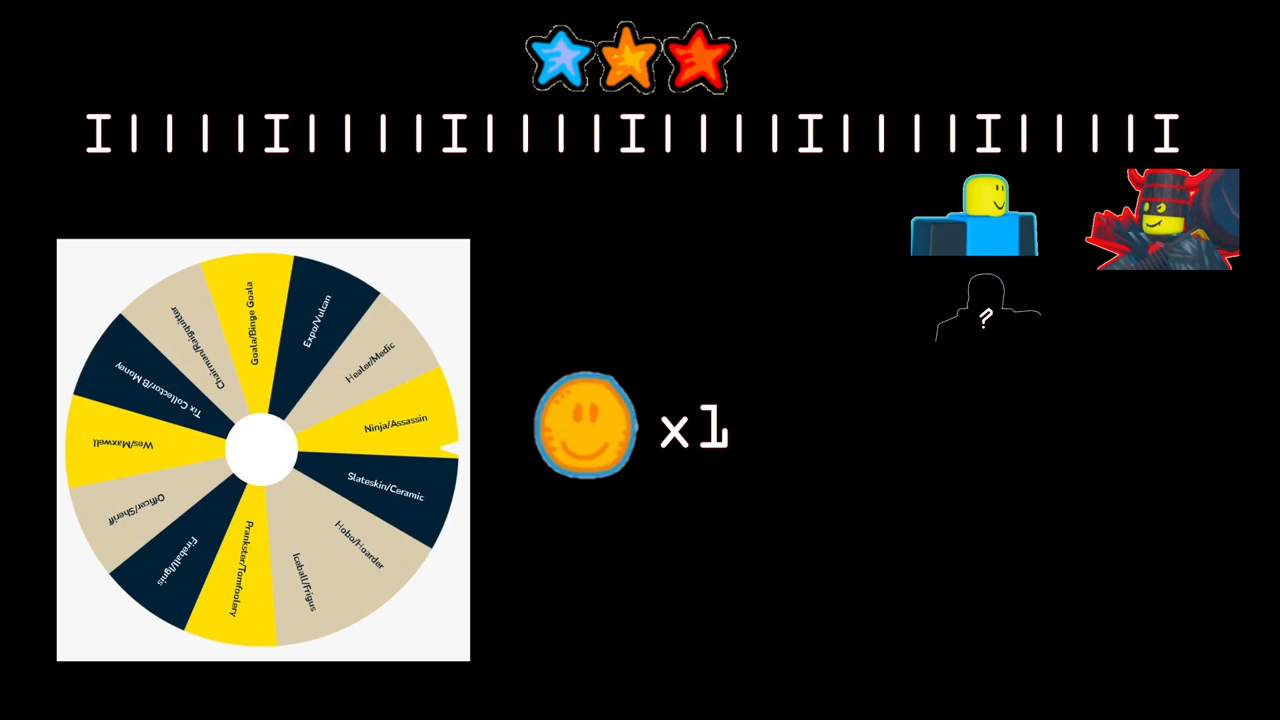 I||||I||||I||||I||||I||||I||||I
?
x1
Goala/Binge Goala
Expo/Vulcan
Healer/Medic
Ninja/Assassin
Slateskin/Ceramic
Hobo/Hoarder
Iceball/Frigus
Prankster/Tomfoolery
Fireball/Ignis
Officer/Sheriff
Wes/Maxwell
Tix Collector/B Money
Chairman/Raigquitter